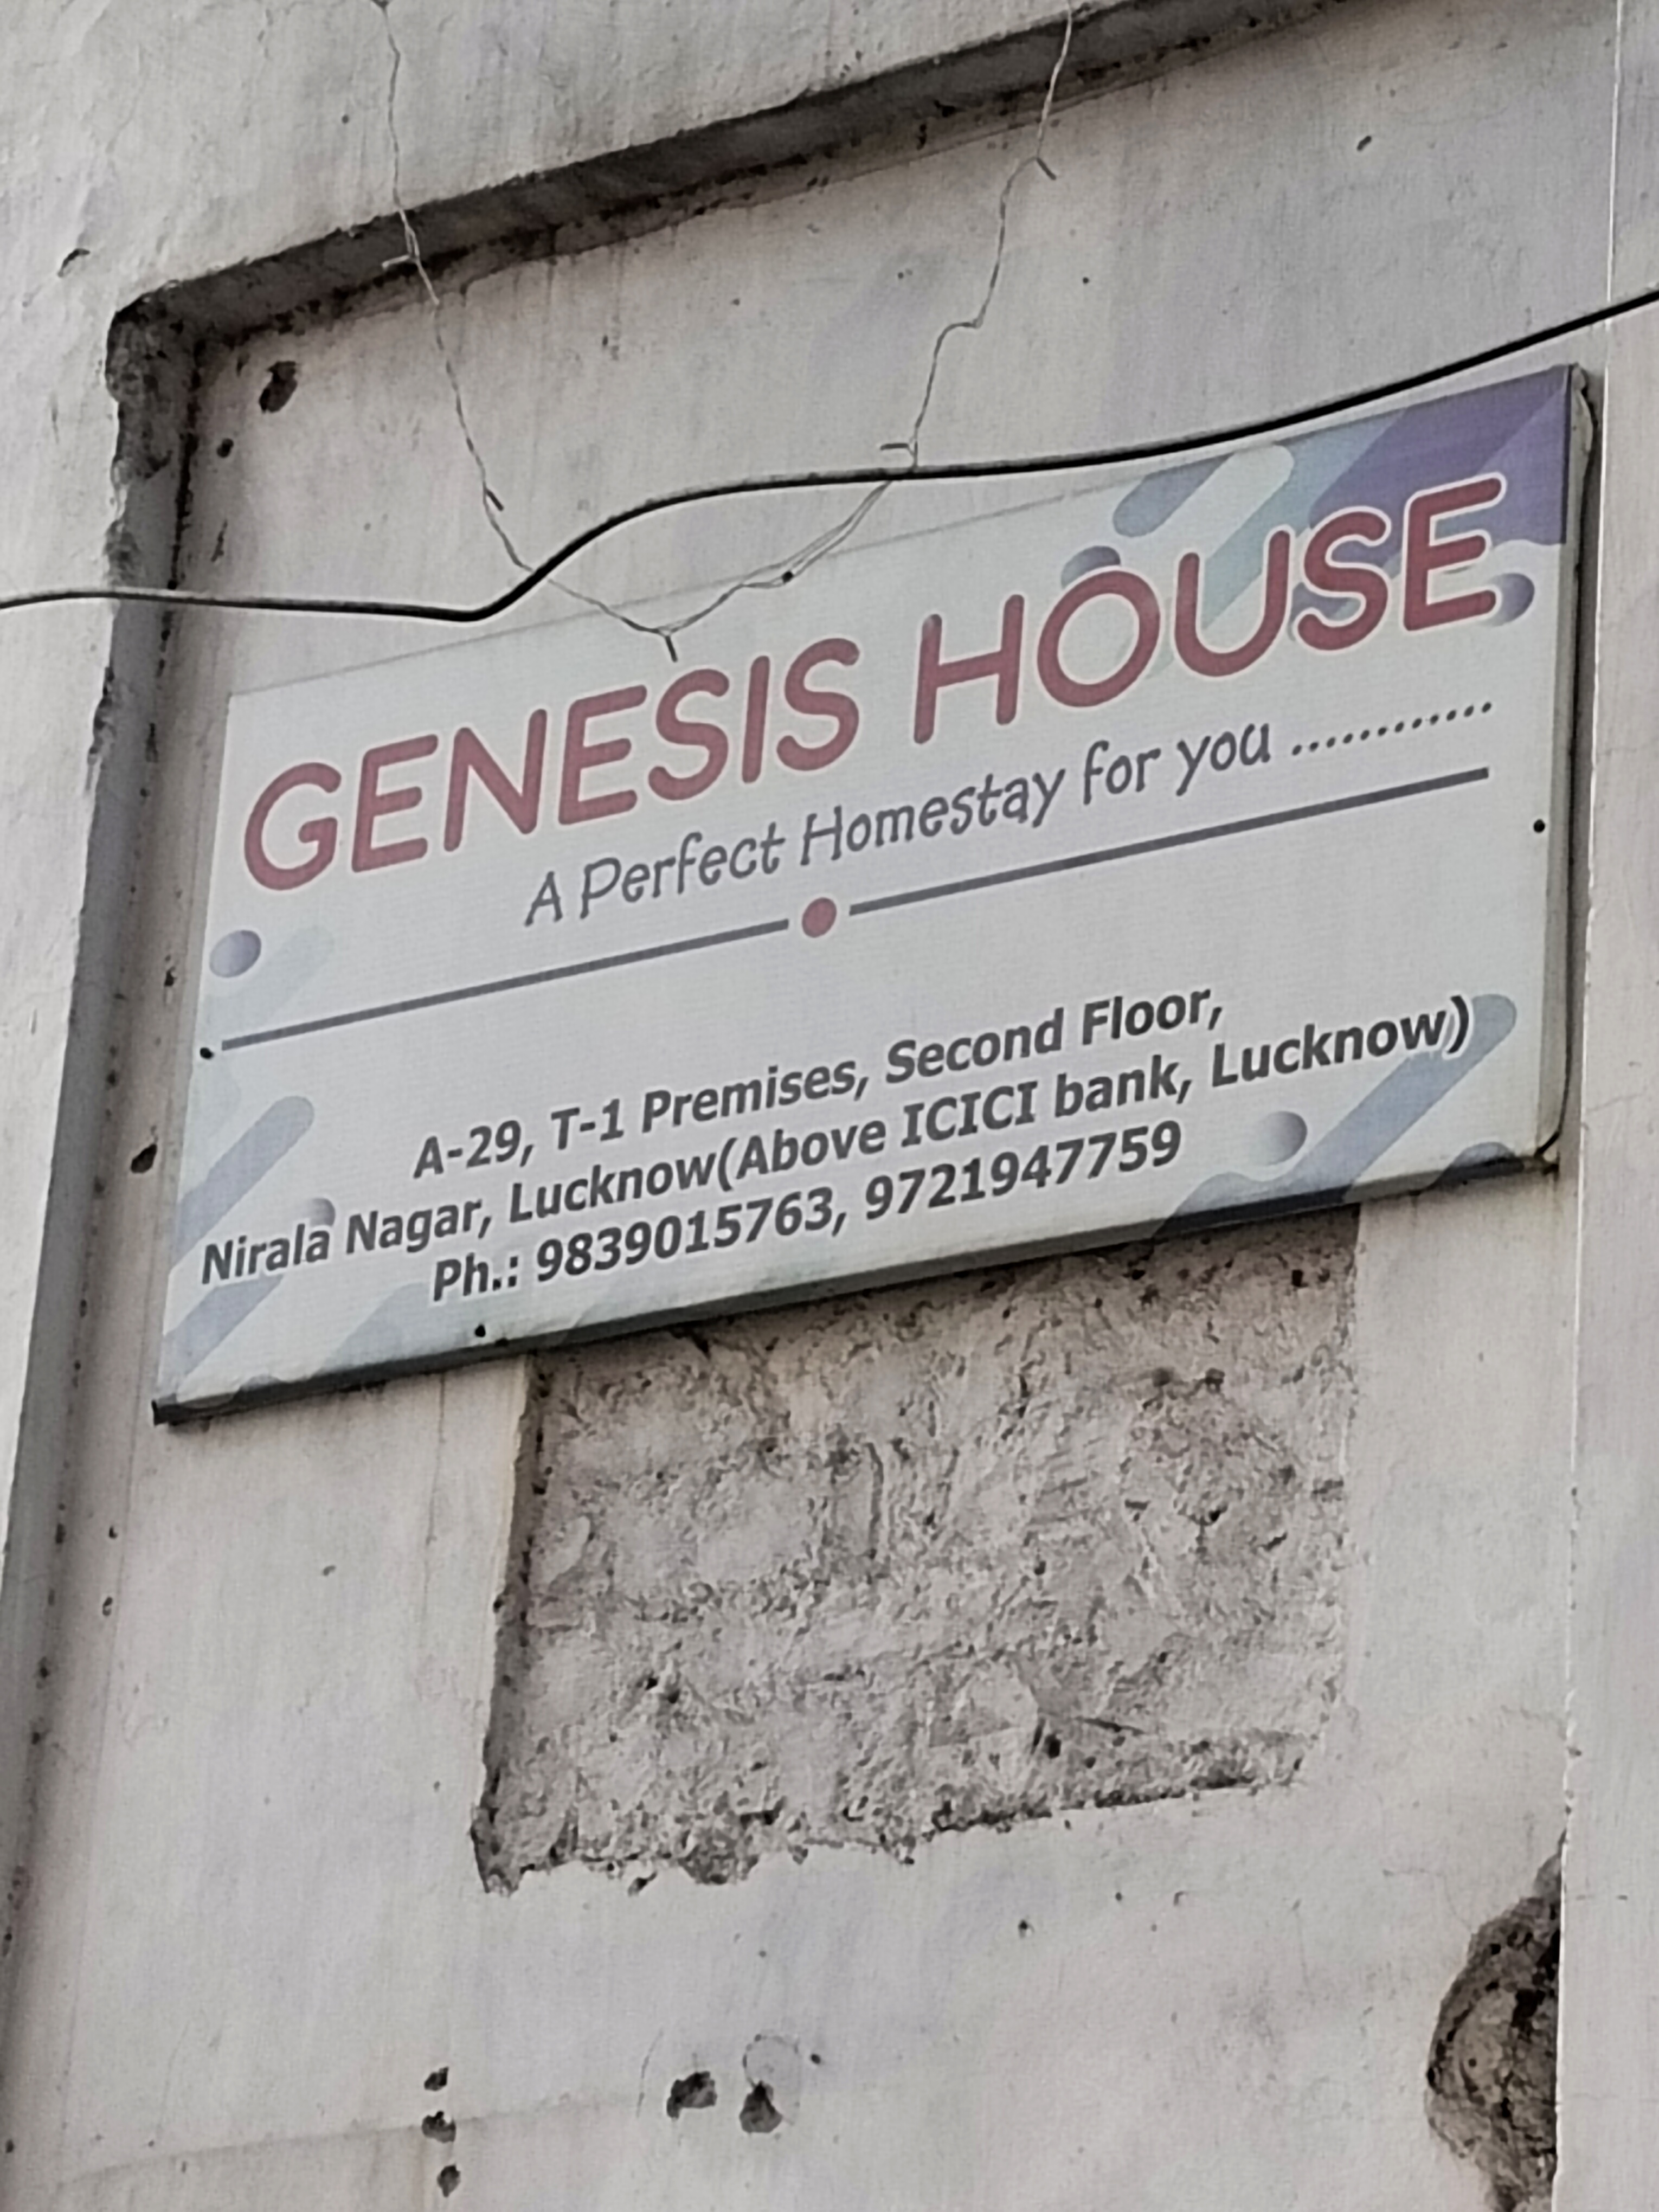 GENESIS HOUSE
A Perfect Homestay for you ............
A-29, T-1 Premises, Second Floor,
Nirala Nagar, Lucknow(Above ICICI bank, Lucknow)
Ph.: 9839015763, 9721947759